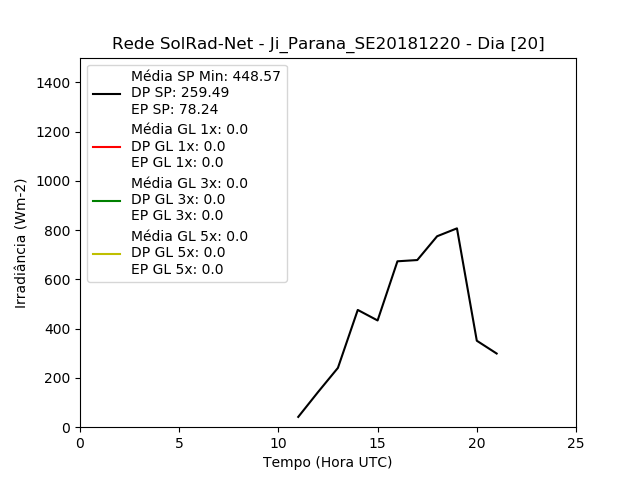 Rede SolRad-Net - Ji_Parana_SE20181220 - Dia [20]
Média SP Min: 448.57
DP SP: 259.49
EP SP: 78.24
Média GL 1x: 0.0
DP GL 1x: 0.0
EP GL 1x: 0.0
Média GL 3x: 0.0
DP GL 3x: 0.0
EP GL 3x: 0.0
Média GL 5x: 0.0
DP GL 5x: 0.0
EP GL 5x: 0.0
Irradiância (Wm-2)
1400
1200
1000
800
600
400
200
0
0 5 10 15 20 25
Tempo (Hora UTC)